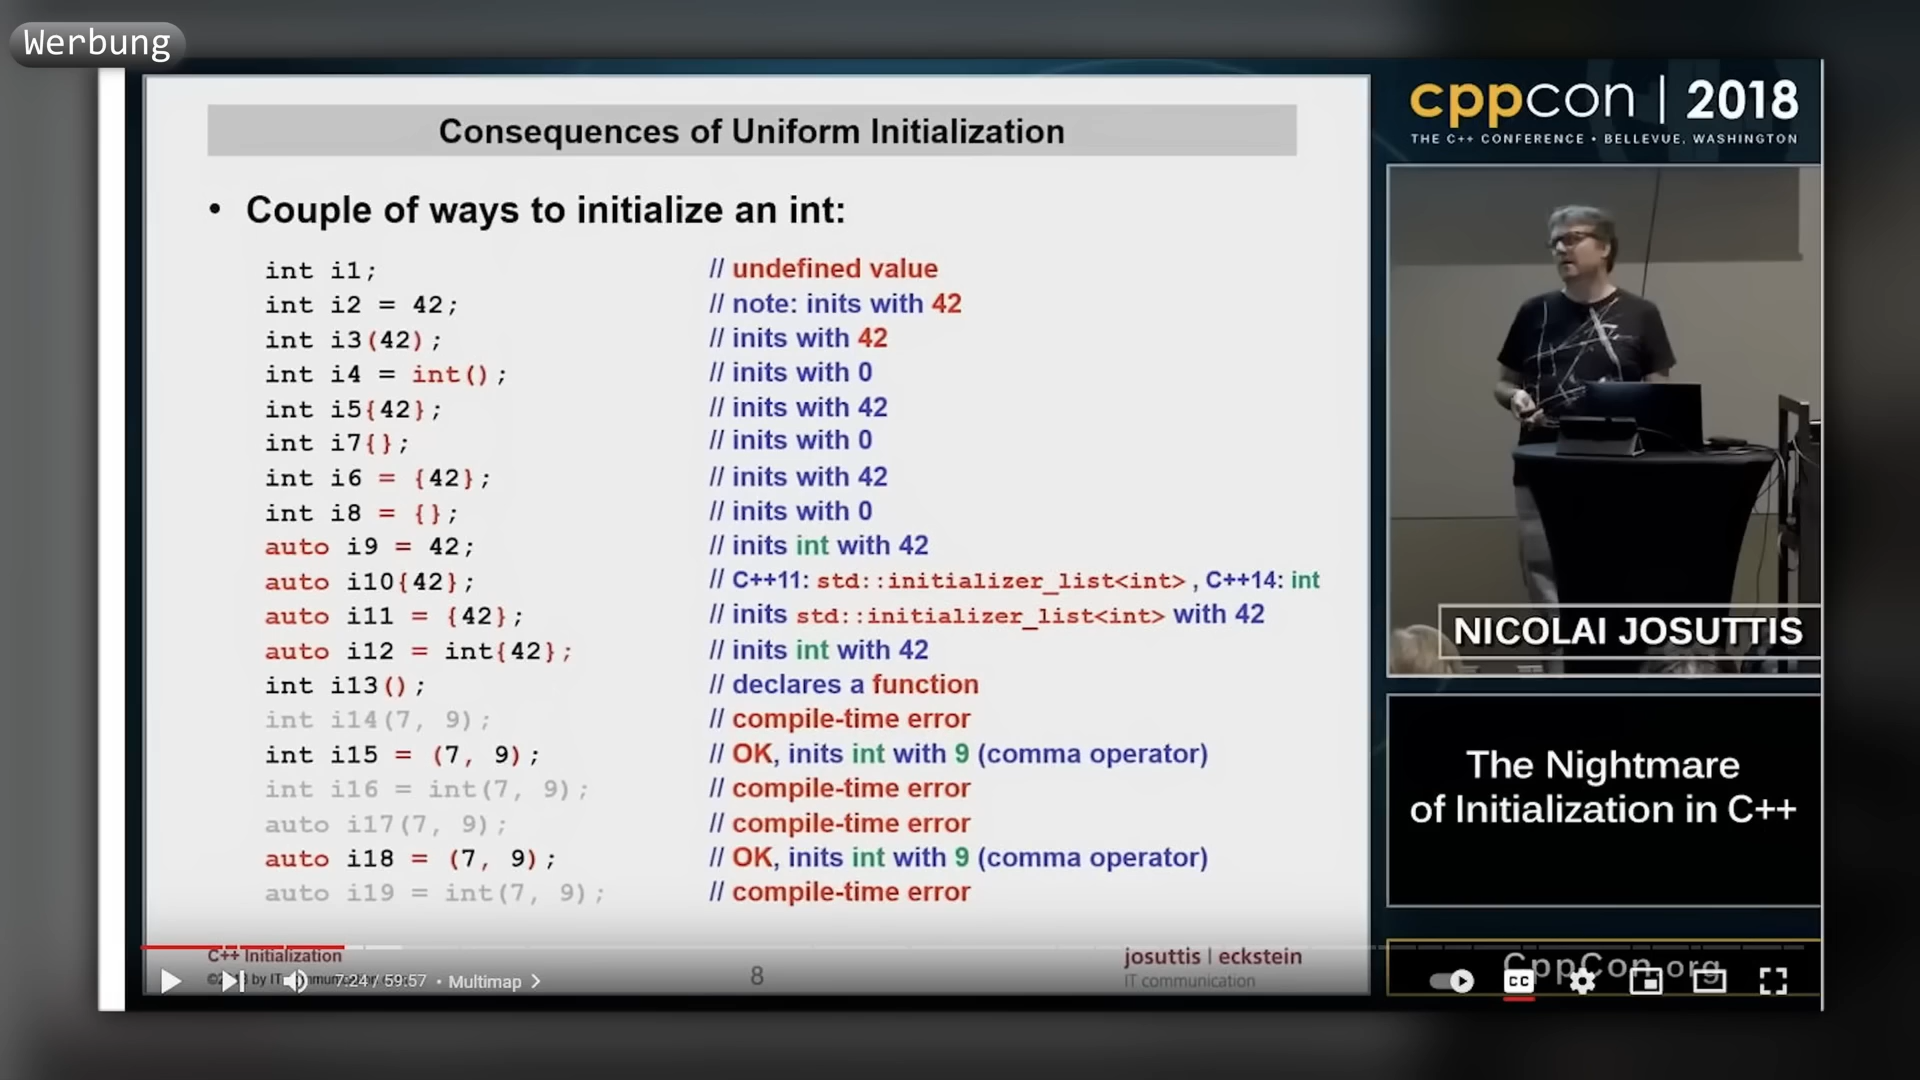 Werbung
Consequences of Uniform Initialization
• Couple of ways to initialize an int:
int i1; // undefined value
int i2 = 42; // note: inits with 42
int i3(42); // inits with 42
int i4 = int(); // inits with 0
int i5{42}; // inits with 42
int i7{}; // inits with 0
int i6 = {42}; // inits with 42
int i8 = {}; // inits with 0
auto i9 = 42; // inits int with 42
auto i10{42}; // C++11: std::initializer_list<int> , C++14: int
auto i11 = {42}; // inits std::initializer_list<int> with 42
auto i12 = int{42}; // inits int with 42
int i13(); // declares a function
int i14(7, 9); // compile-time error
int i15 = (7, 9); // OK, inits int with 9 (comma operator)
int i16 = int(7, 9); // compile-time error
auto i17(7, 9); // compile-time error
auto i18 = (7, 9); // OK, inits int with 9 (comma operator)
auto i19 = int(7, 9); // compile-time error
C++ Initialization
by IT
8
josuttis | eckstein
IT communication
7:24 / 59:57 • Multimap
cppcon | 2018
THE C++ CONFERENCE • BELLEVUE, WASHINGTON
NICOLAI JOSUTTIS
The Nightmare
of Initialization in C++
CppCon.org
CC